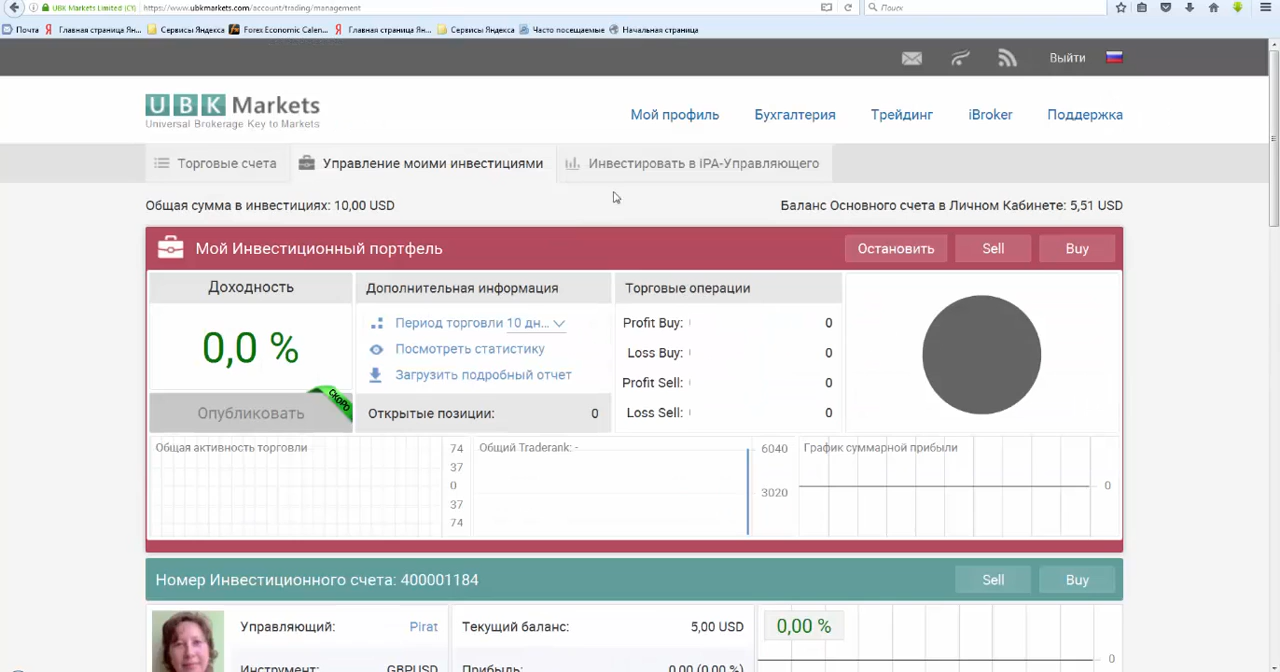 UBK Markets Limited (CY) https://www.ubkmarkets.com/account/trading/management Поиск
Почта Главная страница Ян... Сервисы Яндекса Forex Economic Calen... Главная страница Ян... Сервисы Яндекса Часто посещаемые Начальная страница
Выйти
UBK Markets
Universal Brokerage Key to Markets
Мой профиль Бухгалтерия Трейдинг iBroker Поддержка
Торговые счета Управление моими инвестициями Инвестировать в IPA-Управляющего
Общая сумма в инвестициях: 10,00 USD Баланс Основного счета в Личном Кабинете: 5,51 USD
Мой Инвестиционный портфель Остановить Sell Buy
Доходность Дополнительная информация Торговые операции
0,0 % Период торговли 10 дн... Profit Buy: 0
Посмотреть статистику Loss Buy: 0
Загрузить подробный отчет Profit Sell: 0
СКОРО
Опубликовать Открытые позиции: 0 Loss Sell: 0
Общая активность торговли 74 Общий Traderank: - 6040 График суммарной прибыли
37
0 3020 0
37
74
Номер Инвестиционного счета: 400001184 Sell Buy
Управляющий: Pirat Текущий баланс: 5,00 USD 0,00 %
Инструмент: GBPUSD Прибыль: 0,00 (0,00 %) 0